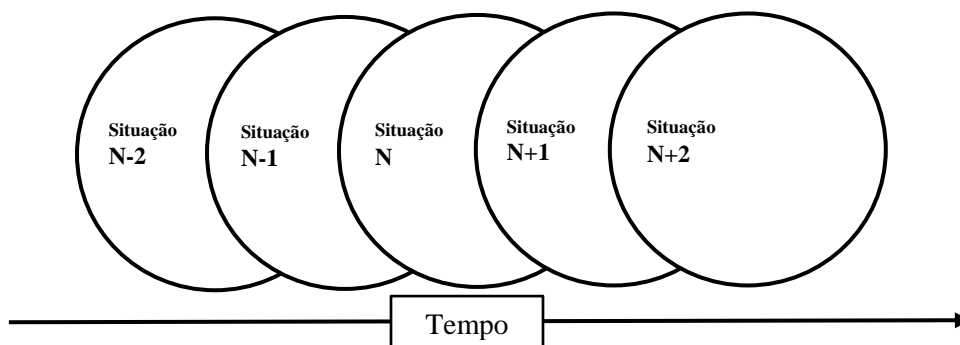 Situação
N-2
Situação
N-1
Situação
N
Situação
N+1
Situação
N+2
Tempo